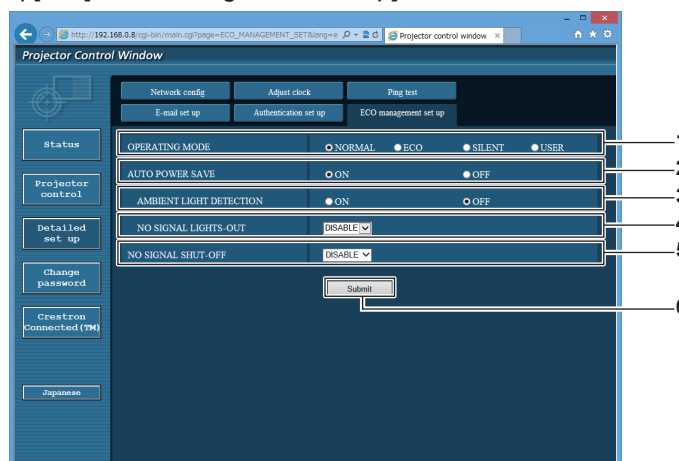 http://192.168.0.8/cgi-bin/main.cgi?page=ECO_MANAGEMENT_SET&lang=e
Projector control window
Projector Control Window
Network config Adjust clock Ping test
E-mail set up Authentication set up ECO management set up
Status
OPERATING MODE NORMAL ECO SILENT USER
AUTO POWER SAVE ON OFF
Projector
control
AMBIENT LIGHT DETECTION ON OFF
Detailed
set up
NO SIGNAL LIGHTS-OUT DISABLE
NO SIGNAL SHUT-OFF DISABLE
Change
password
Submit
Crestron
Connected(TM)
Japanese